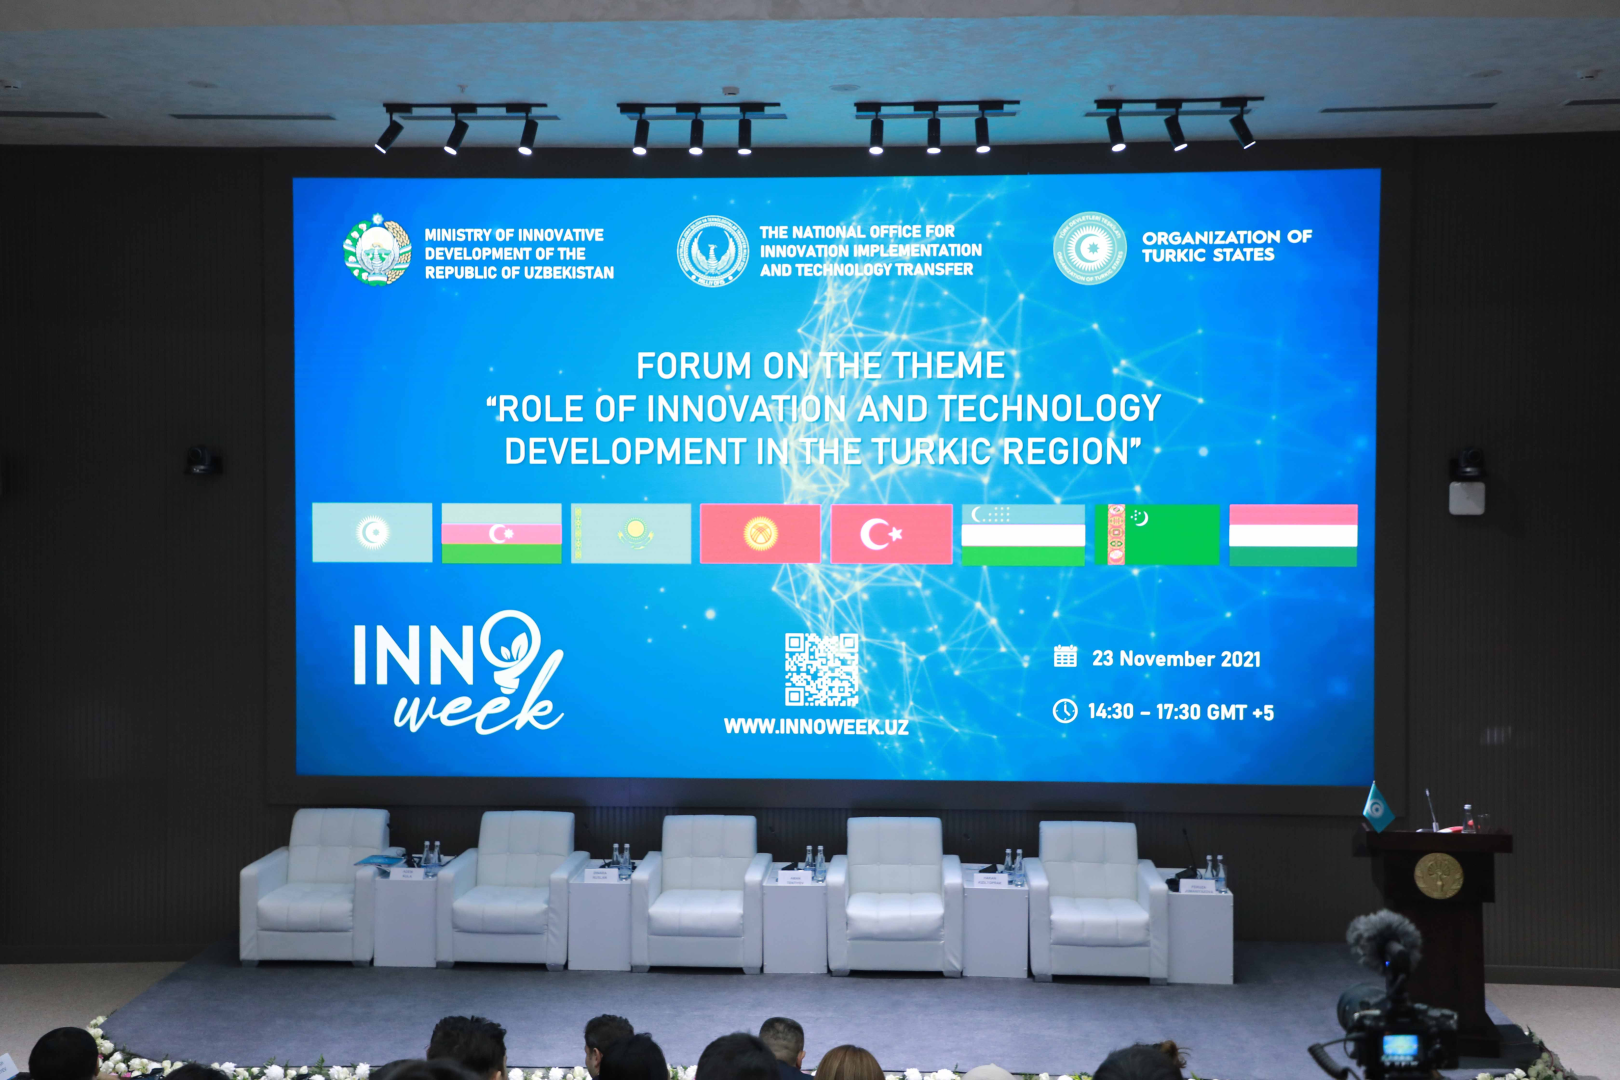 MINISTRY OF INNOVATIVE
DEVELOPMENT OF THE
REPUBLIC OF UZBEKISTAN
THE NATIONAL OFFICE FOR
INNOVATION IMPLEMENTATION
AND TECHNOLOGY TRANSFER
ORGANIZATION OF
TURKIC STATES
FORUM ON THE THEME
“ROLE OF INNOVATION AND TECHNOLOGY
DEVELOPMENT IN THE TURKIC REGION”
INNO
week
WWW.INNOWEEK.UZ
23 November 2021
14:30 – 17:30 GMT +5